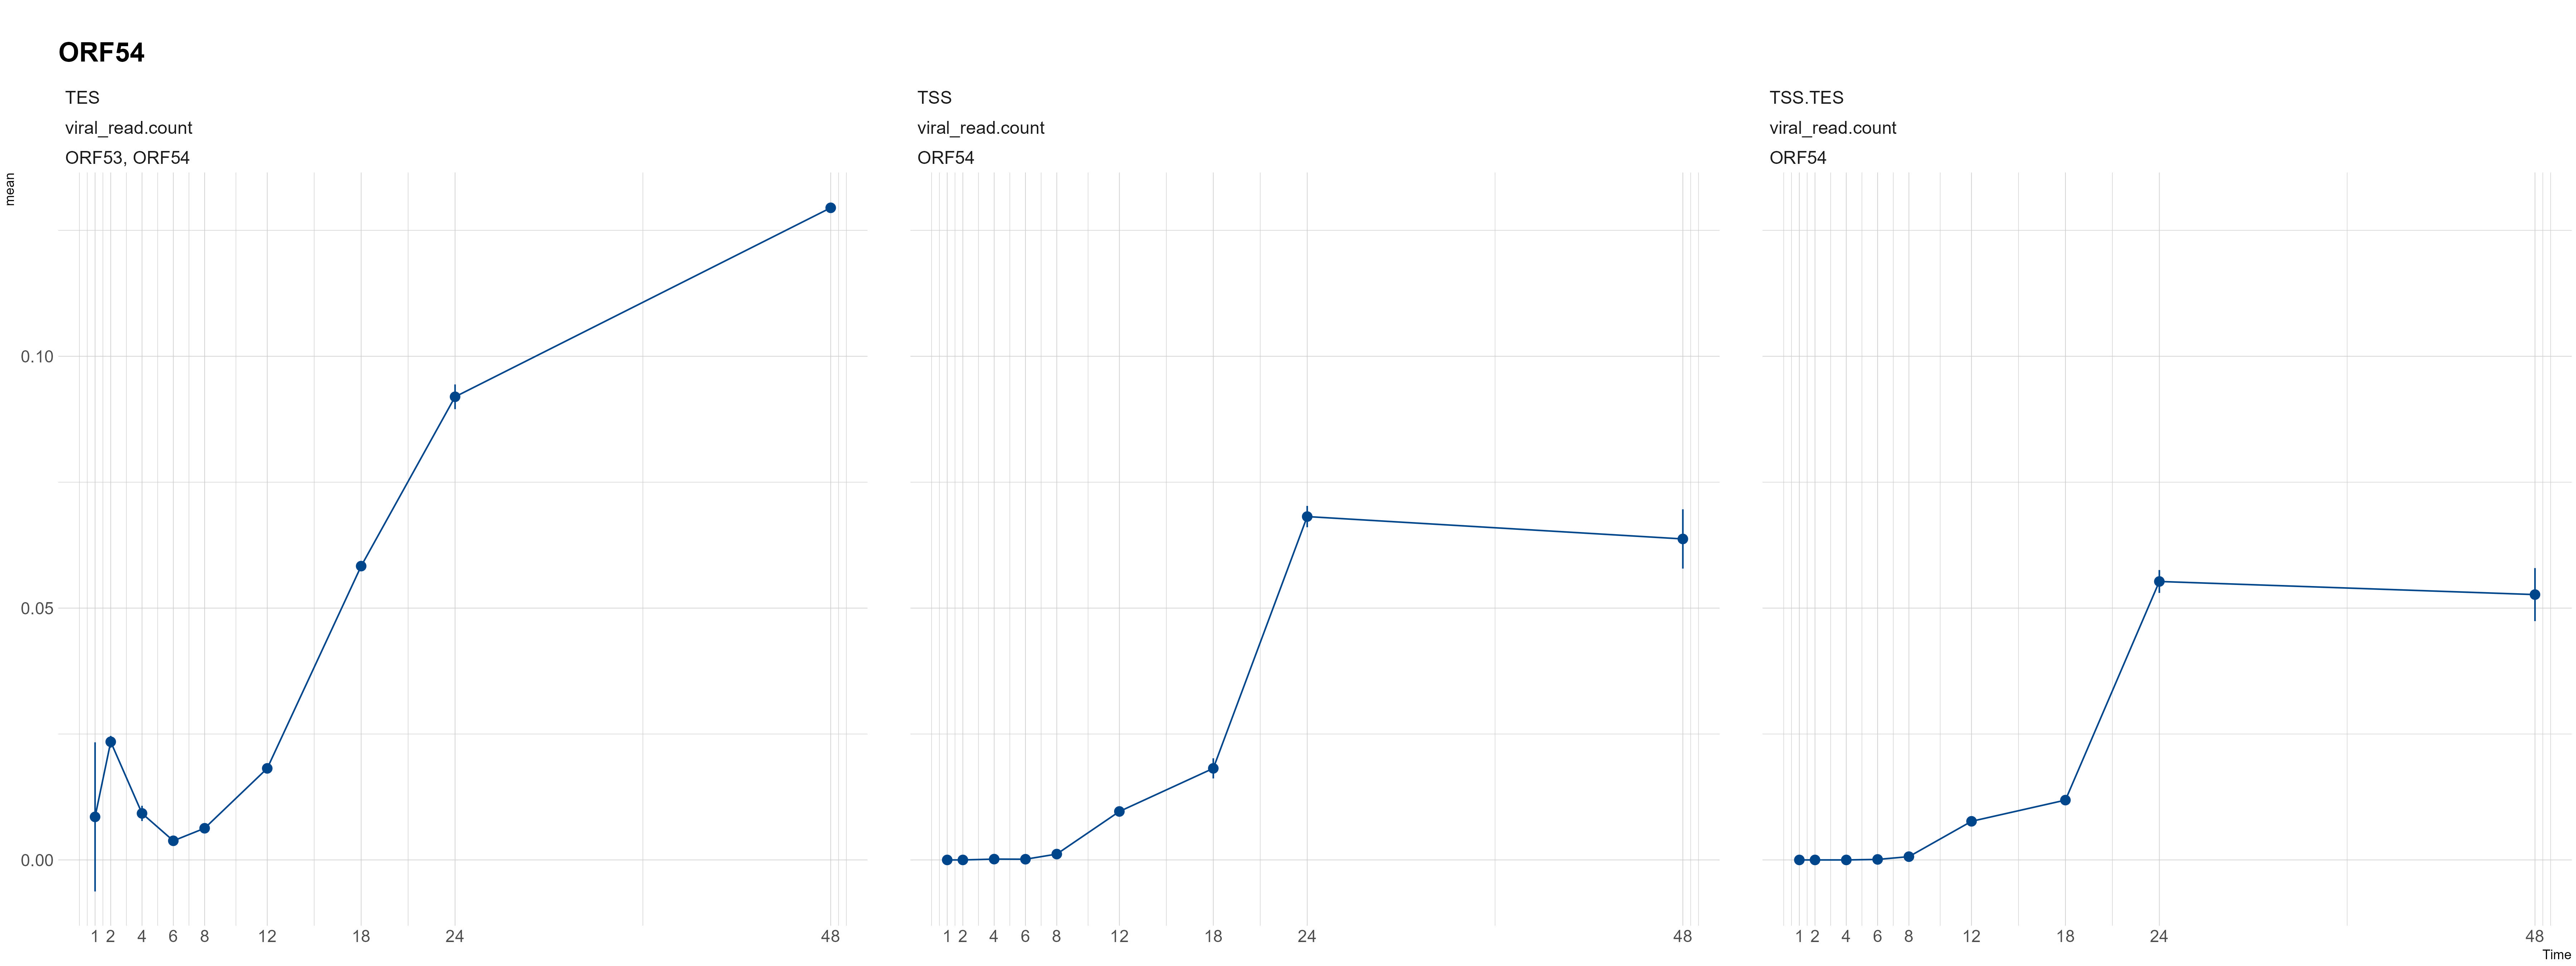 ORF54
TES
viral_read.count
ORF53, ORF54
TSS
viral_read.count
ORF54
TSS.TES
viral_read.count
ORF54
mean
0.10
0.05
0.00
1 2 4 6 8 12 18 24 48
1 2 4 6 8 12 18 24 48
1 2 4 6 8 12 18 24 48
Time